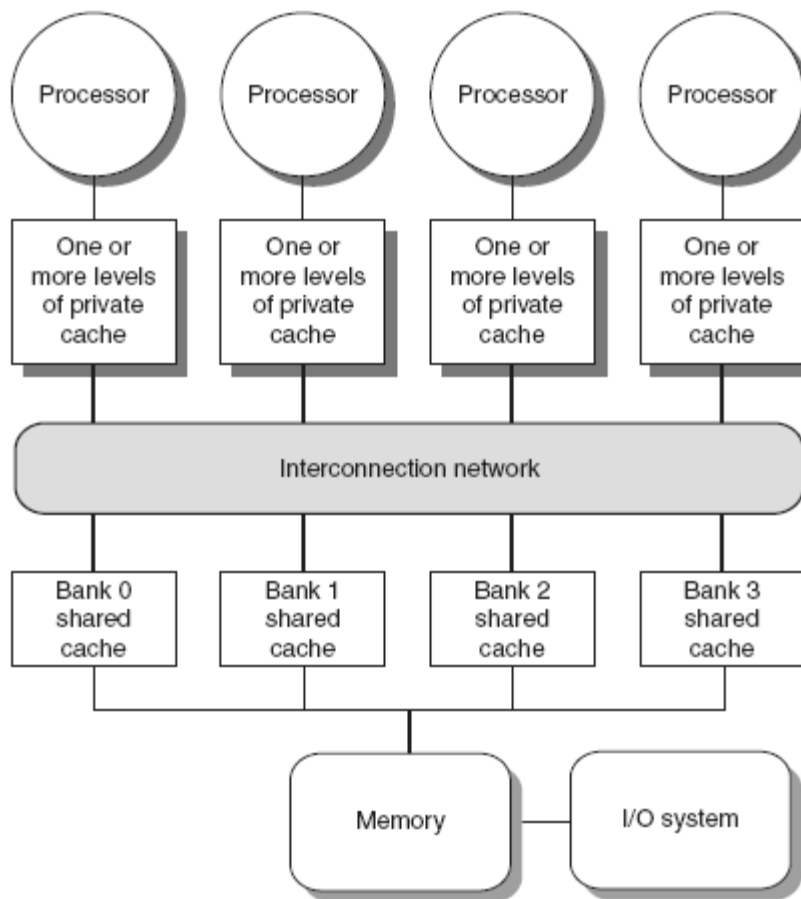 Processor
Processor
Processor
Processor
One or
more levels
of private
cache
One or
more levels
of private
cache
One or
more levels
of private
cache
One or
more levels
of private
cache
Interconnection network
Bank 0
shared
cache
Bank 1
shared
cache
Bank 2
shared
cache
Bank 3
shared
cache
Memory
I/O system